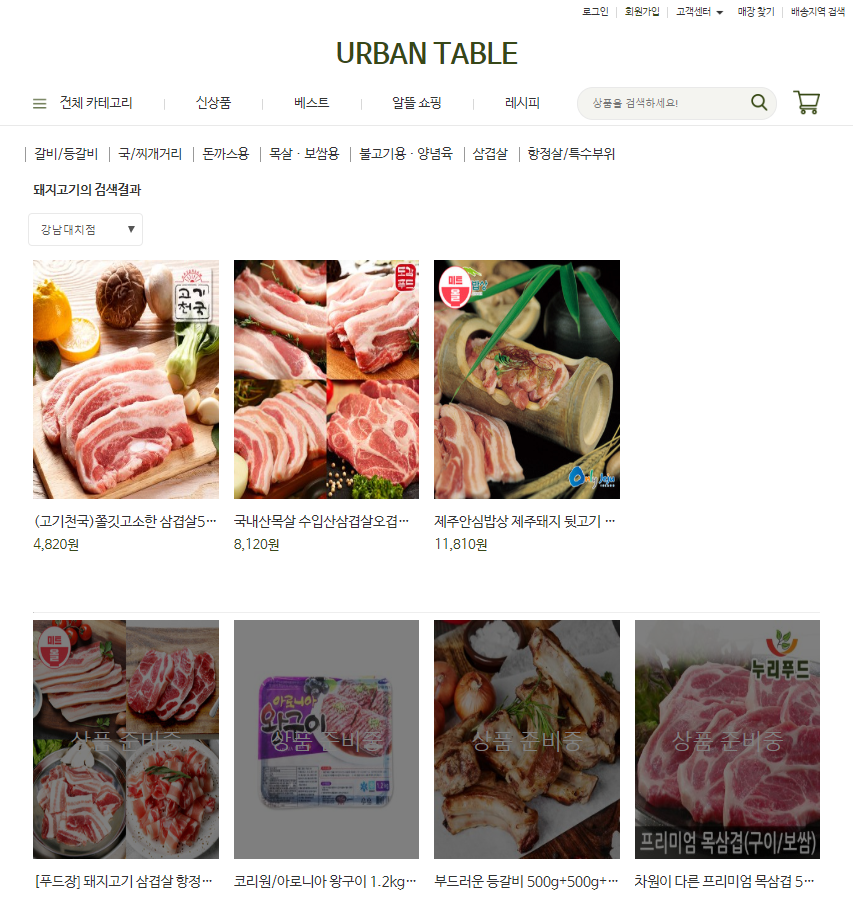 로그인 회원가입 고객센터 매장 찾기 배송지역 검색
URBAN TABLE
전체 카테고리 신상품 베스트 알뜰 쇼핑 레시피 상품을 검색하세요!
갈비/등갈비 국/찌개거리 돈까스용 목살 · 보쌈용 불고기용 · 양념육 삼겹살 항정살/특수부위
돼지고기의 검색결과
강남대치점
고기천국
도감푸드
미트올
Jeju
(고기천국)쫄깃고소한 삼겹살5… 국내산목살 수입산삼겹살오겹… 제주안심밥상 제주돼지 뒷고기 …
4,820원 8,120원 11,810원
미트올
아로니아
왕구이
누리푸드
상품 준비중 상품 준비중 상품 준비중 상품 준비중
프리미엄 목삼겹(구이/보쌈)
[푸드장] 돼지고기 삼겹살 항정… 코리원/아로니아 왕구이 1.2kg… 부드러운 등갈비 500g+500g+… 차원이 다른 프리미엄 목삼겹 5…